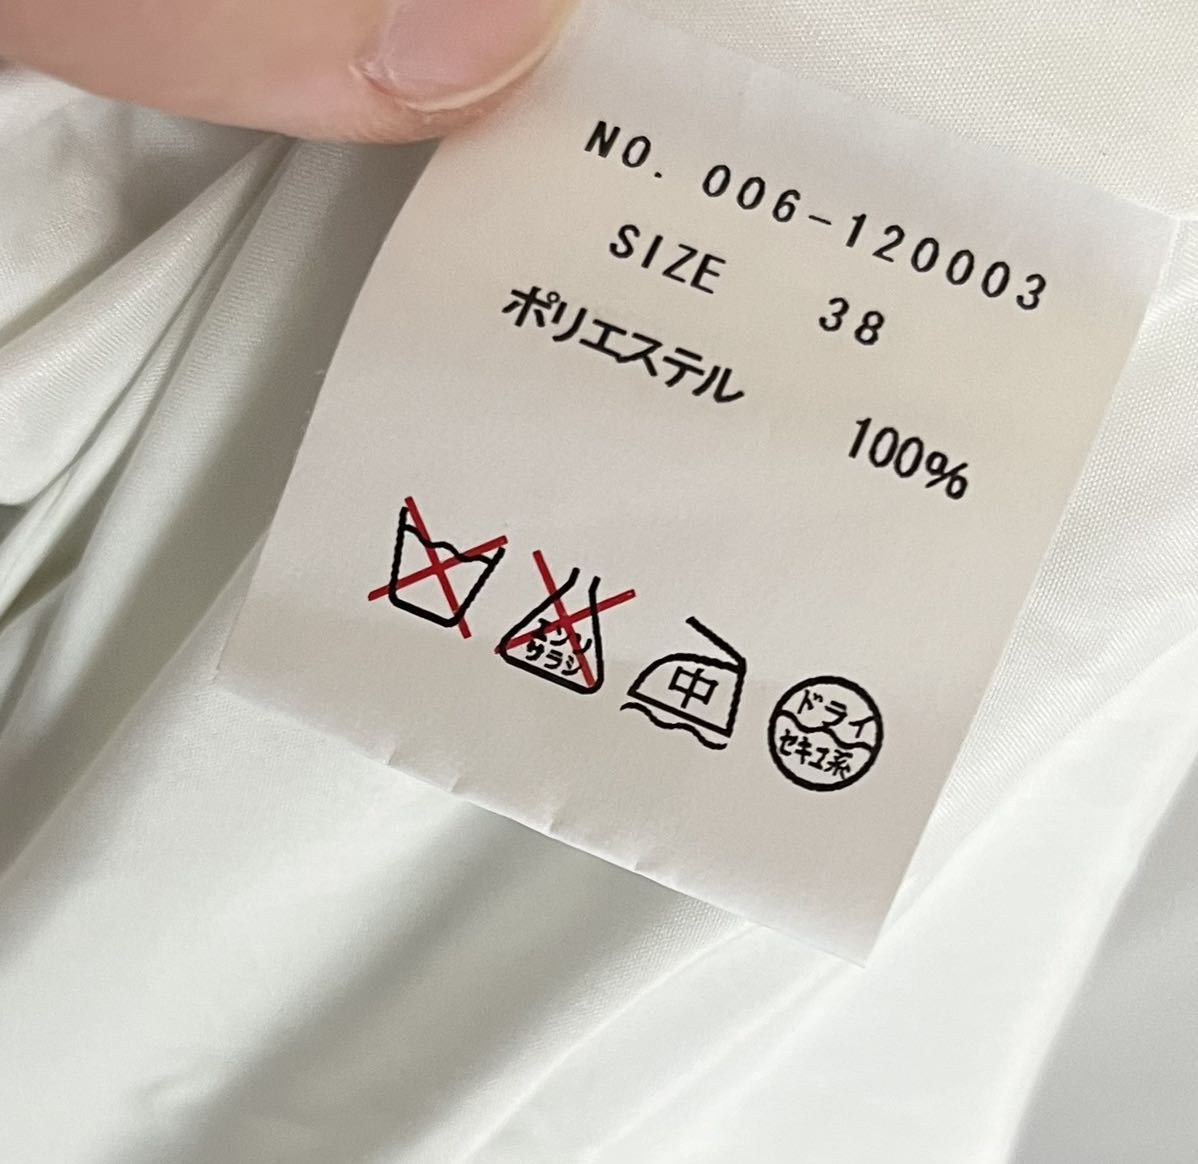 NO. 006-120003
SIZE 38
ポリエステル 100%
エンソ
サラシ
中
ドライ
セキユ系